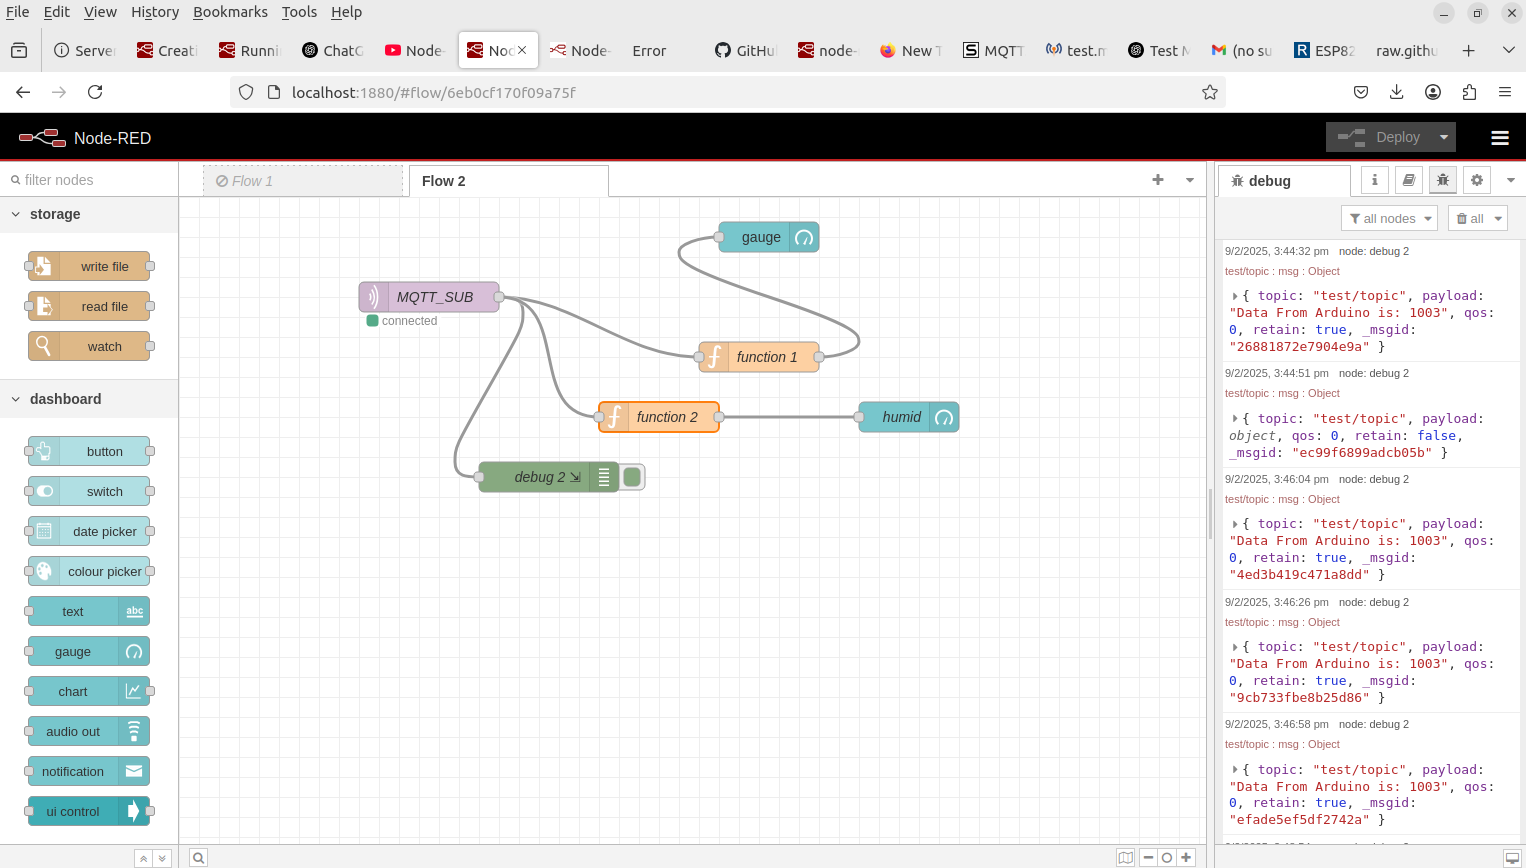 File Edit View History Bookmarks Tools Help
Server Creati Runni ChatG Node- Nod Node- Error GitHu node- New T MQTT test.m Test M (no su ESP82 raw.githu
localhost:1880/#flow/6eb0cf170f09a75f
Node-RED Deploy
filter nodes
Flow 1 Flow 2
debug
all nodes all
storage
write file
read file
watch
dashboard
button
switch
date picker
colour picker
text abc
gauge
chart
audio out
notification
ui control
gauge
MQTT_SUB
connected
function 1
function 2
humid
debug 2
9/2/2025, 3:44:32 pm node: debug 2
test/topic : msg : Object
{ topic: "test/topic", payload:
"Data From Arduino is: 1003", qos:
0, retain: true, _msgid:
"26881872e7904e9a" }
9/2/2025, 3:44:51 pm node: debug 2
test/topic : msg : Object
{ topic: "test/topic", payload:
object, qos: 0, retain: false,
_msgid: "ec99f6899adcb05b" }
9/2/2025, 3:46:04 pm node: debug 2
test/topic : msg : Object
{ topic: "test/topic", payload:
"Data From Arduino is: 1003", qos:
0, retain: true, _msgid:
"4ed3b419c471a8dd" }
9/2/2025, 3:46:26 pm node: debug 2
test/topic : msg : Object
{ topic: "test/topic", payload:
"Data From Arduino is: 1003", qos:
0, retain: true, _msgid:
"9cb733fbe8b25d86" }
9/2/2025, 3:46:58 pm node: debug 2
test/topic : msg : Object
{ topic: "test/topic", payload:
"Data From Arduino is: 1003", qos:
0, retain: true, _msgid:
"efade5ef5df2742a" }